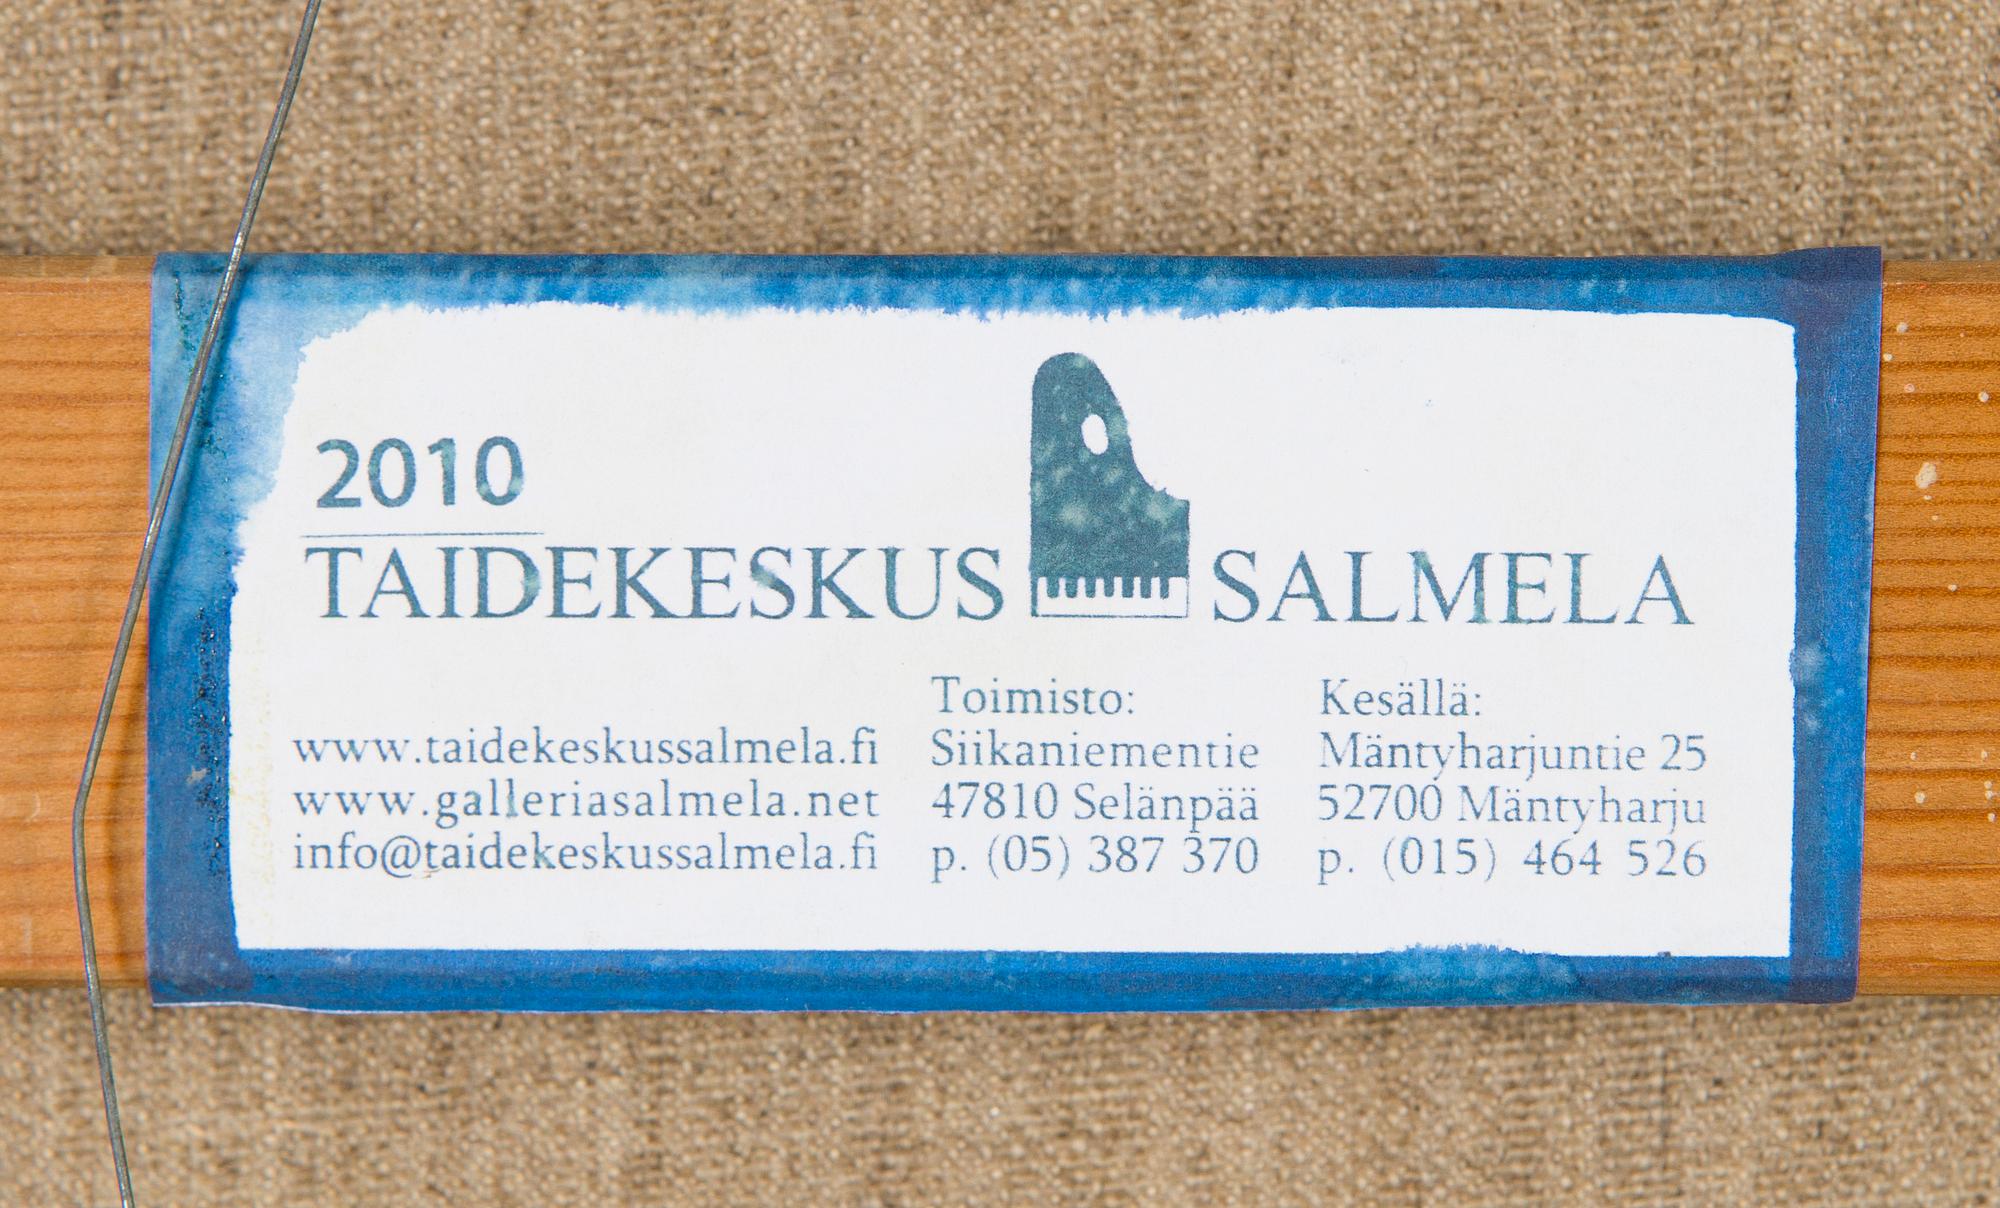 2010
TAIDEKESKUS SALMELA
www.taidekeskussalmela.fi
www.galleriasalmela.net
info@taidekeskussalmela.fi
Toimisto:
Siikaniementie
47810 Selänpää
p. (05) 387 370
Kesällä:
Mäntyharjuntie 25
52700 Mäntyharju
p. (015) 464 526